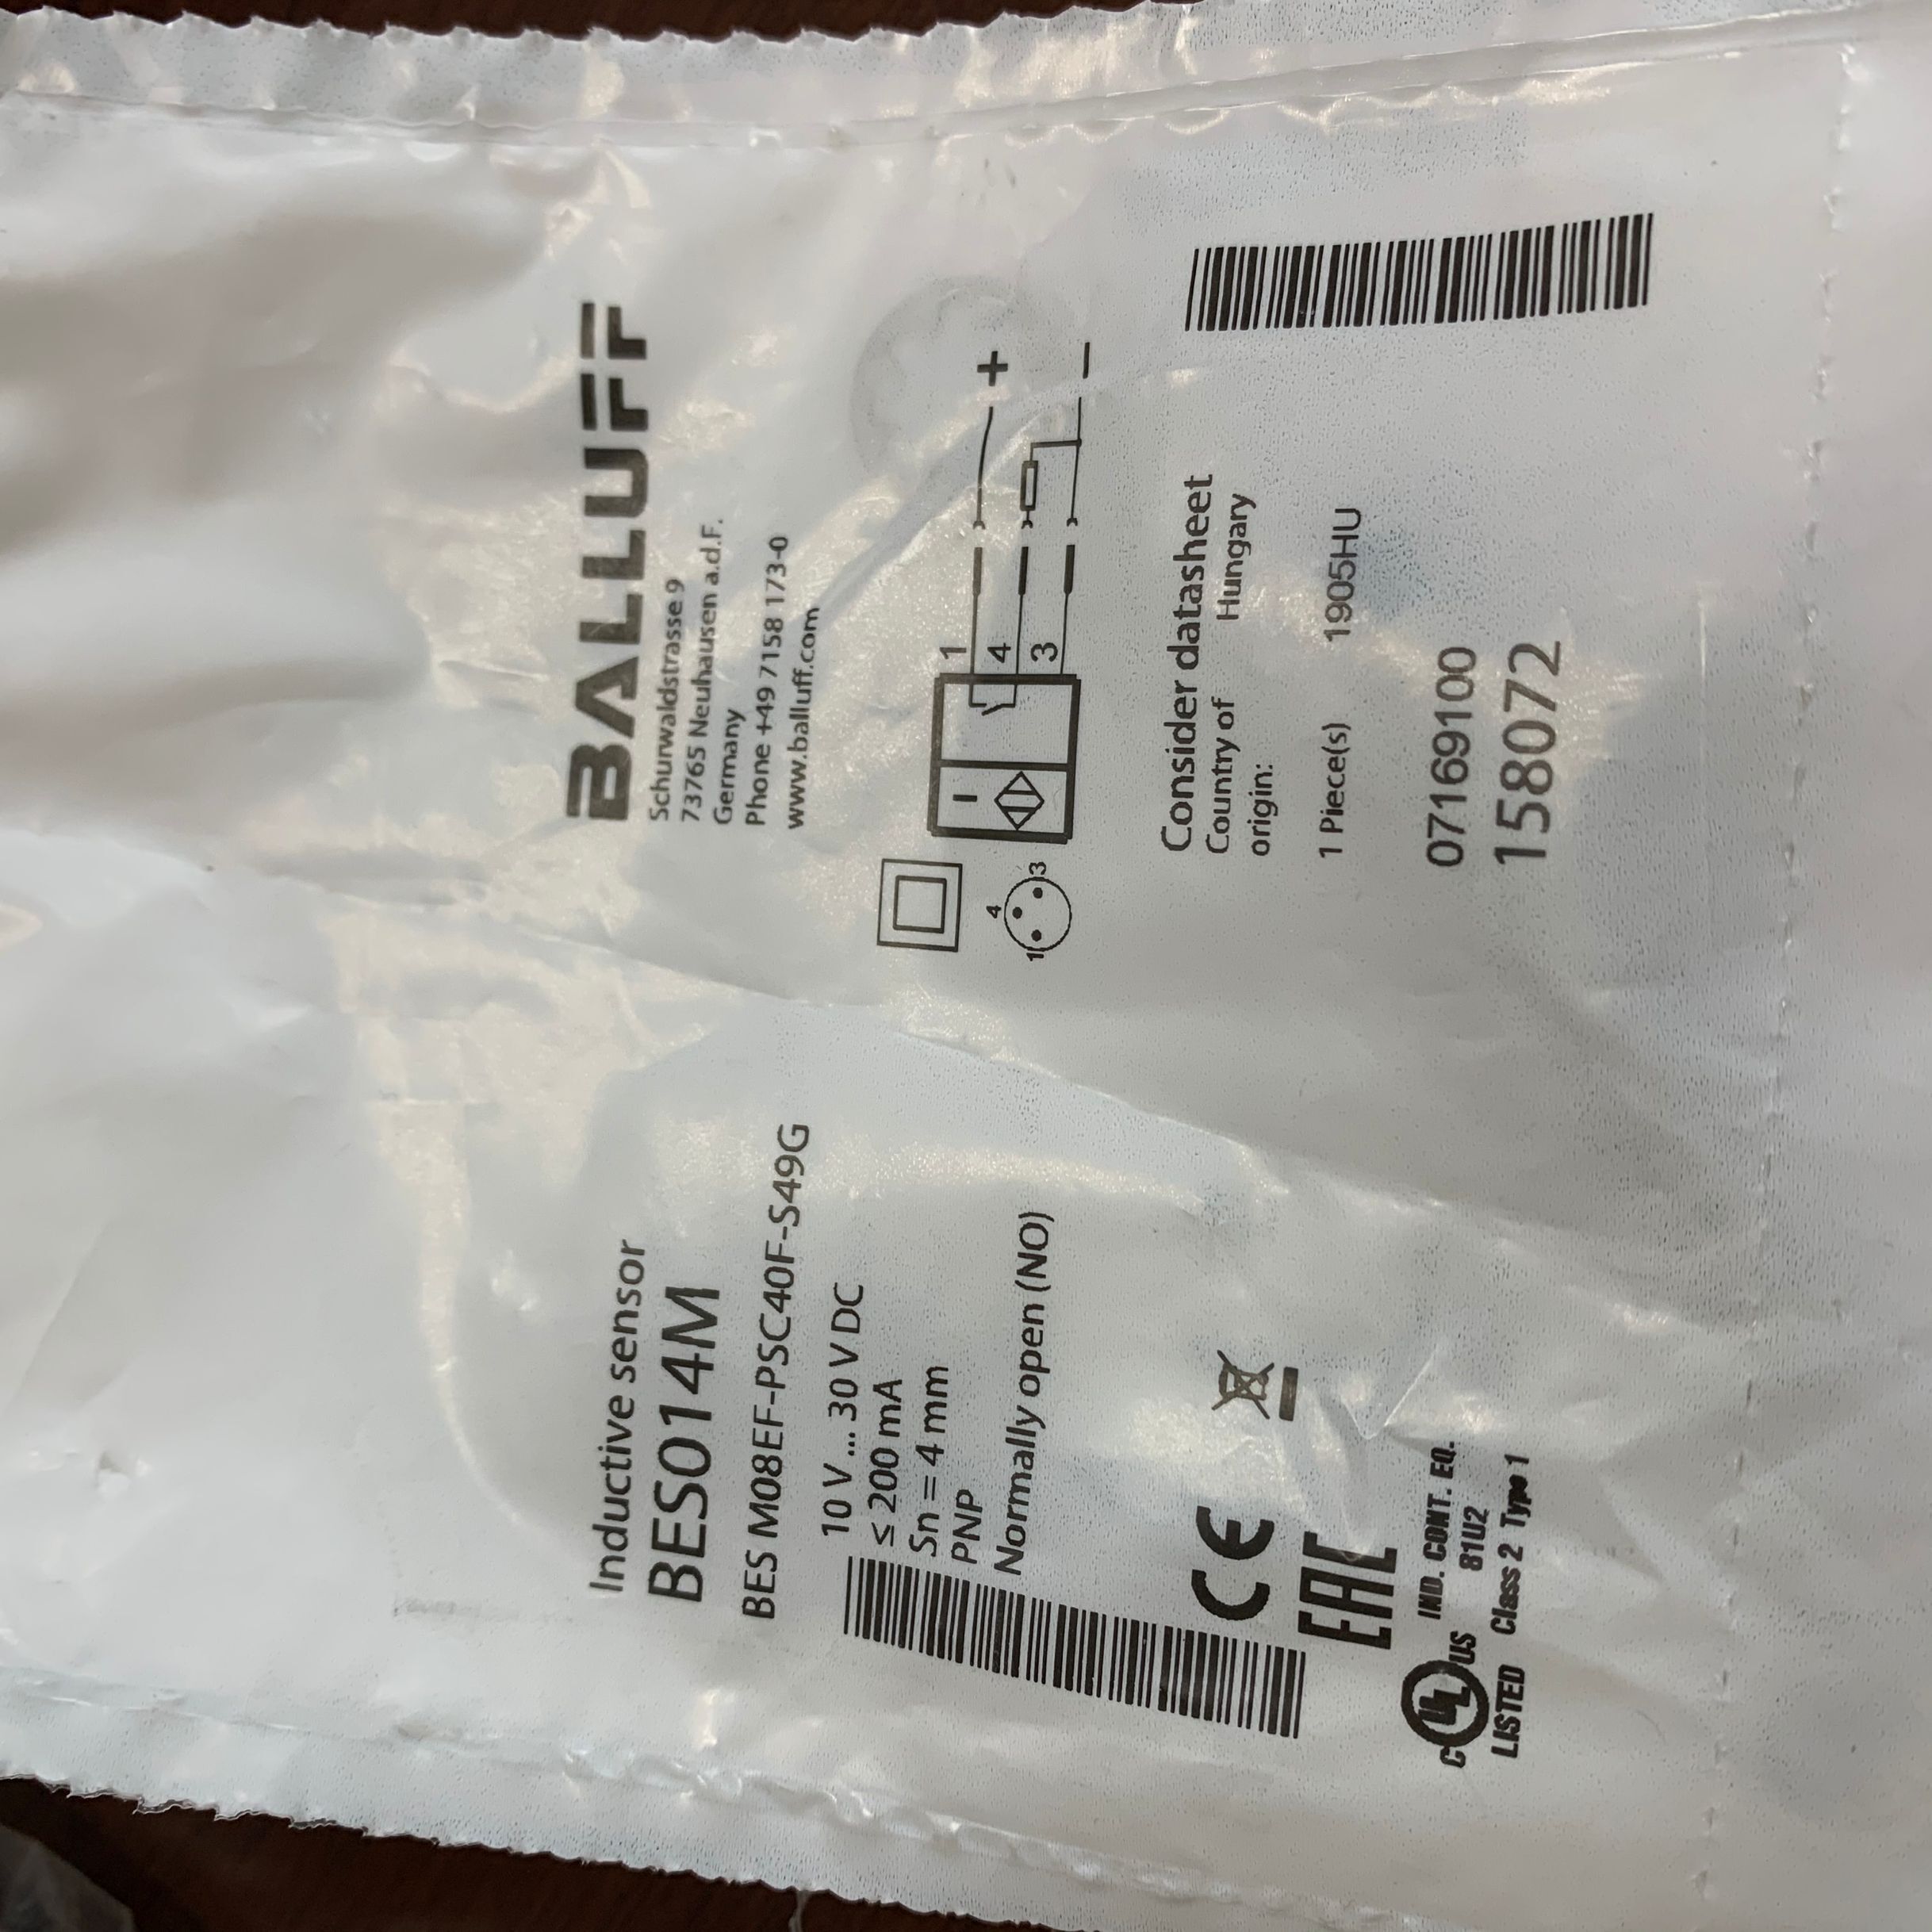 Inductive sensor
BES014M
BES M08EF-PSC40F-S49G
10 V ... 30 V DC
≤ 200 mA
Sn = 4 mm
PNP
Normally open (NO)
CE
EAC
C UL US
LISTED
IND. CONT. EQ.
81U2
Class 2 Type 1
BALLUFF
Schurwaldstrasse 9
73765 Neuhausen a.d.F.
Germany
Phone +49 7158 173-0
www.balluff.com
1 4 3
1
4
3
+
–
Consider datasheet
Country of Hungary
origin:
1 Piece(s) 1905HU
07169100
158072